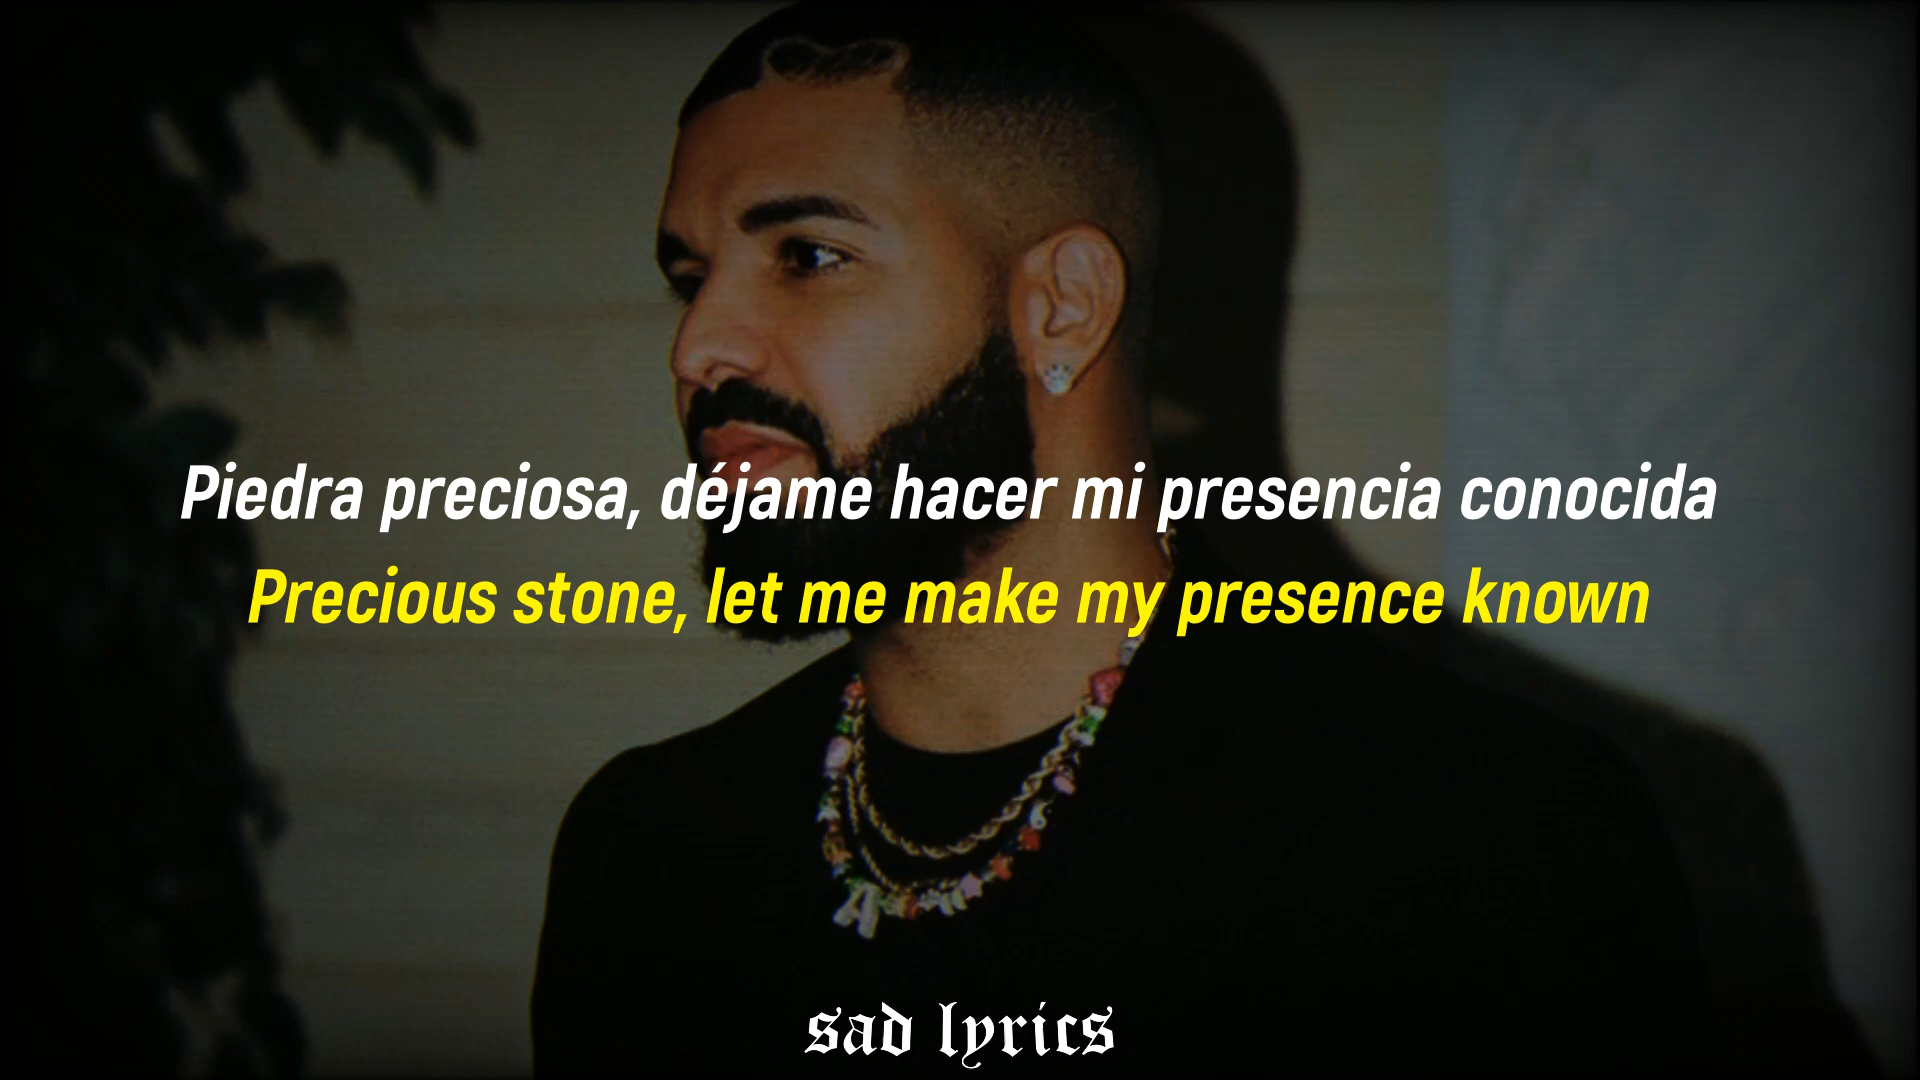 Piedra preciosa, déjame hacer mi presencia conocida
Precious stone, let me make my presence known
sad lyrics